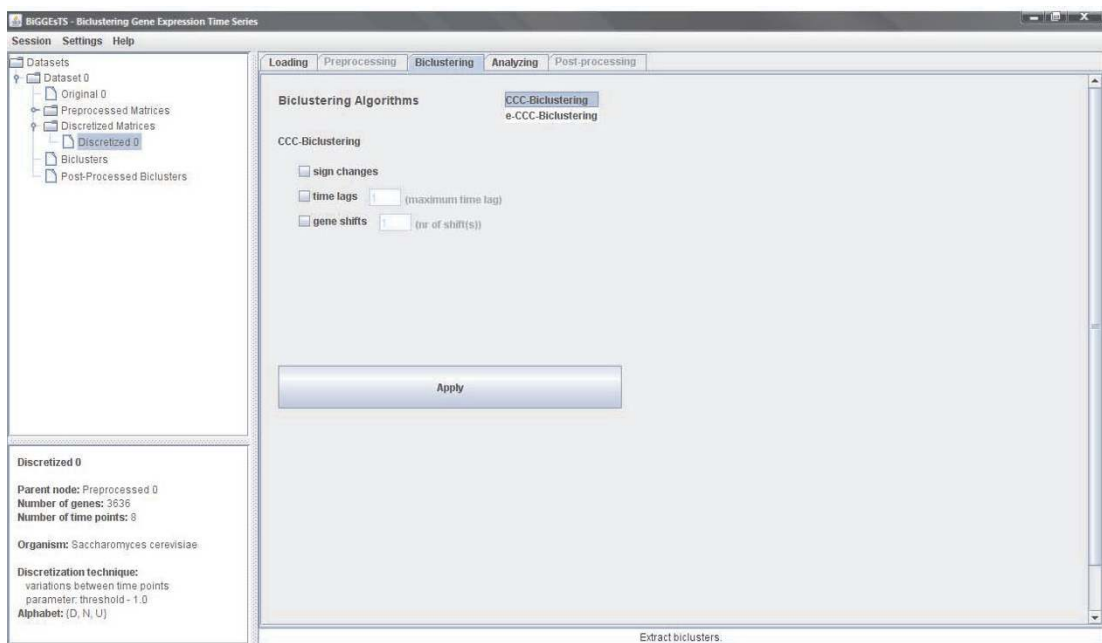 BiGGEsTS - Biclustering Gene Expression Time Series
Session Settings Help
Datasets
Dataset 0
Original 0
Preprocessed Matrices
Discretized Matrices
Discretized 0
Biclusters
Post-Processed Biclusters
Discretized 0
Parent node: Preprocessed 0
Number of genes: 3636
Number of time points: 8
Organism: Saccharomyces cerevisiae
Discretization technique:
variations between time points
parameter: threshold - 1.0
Alphabet: {D, N, U}
Loading Preprocessing Biclustering Analyzing Post-processing
Biclustering Algorithms
CCC-Biclustering
e-CCC-Biclustering
CCC-Biclustering
sign changes
time lags 1 (maximum time lag)
gene shifts 1 (nr of shift(s))
Apply
Extract biclusters.